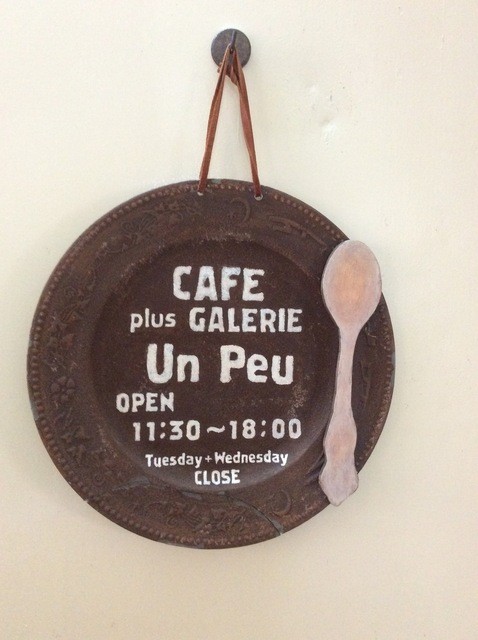 CAFE
plus GALERIE
Un Peu
OPEN
11:30~18:00
Tuesday+Wednesday
CLOSE